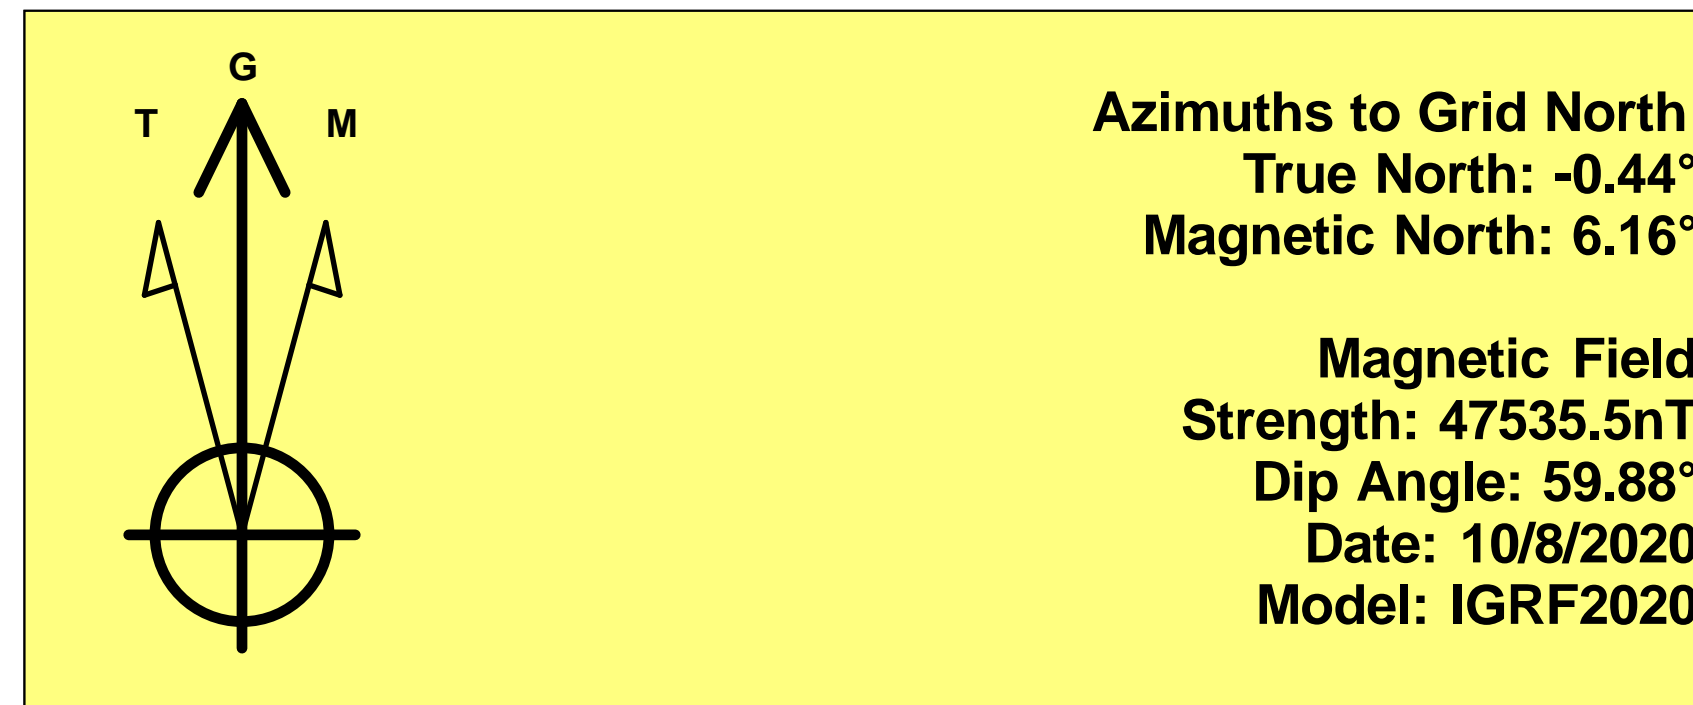 G
T M
Azimuths to Grid North
True North: -0.44°
Magnetic North: 6.16°
Magnetic Field
Strength: 47535.5nT
Dip Angle: 59.88°
Date: 10/8/2020
Model: IGRF2020